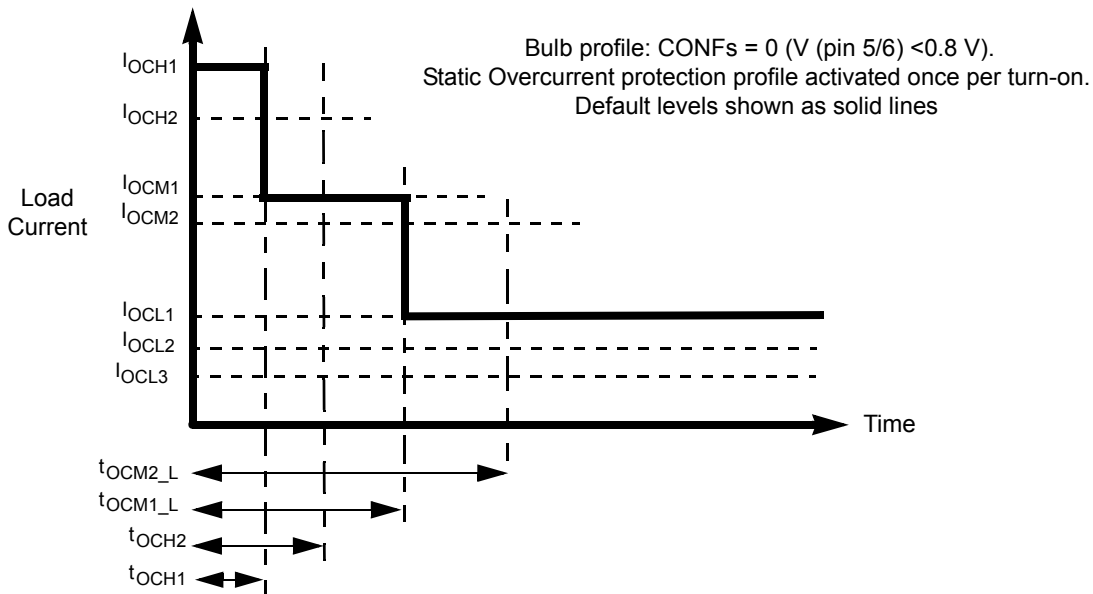 Bulb profile: CONFs = 0 (V (pin 5/6) <0.8 V).
Static Overcurrent protection profile activated once per turn-on.
Default levels shown as solid lines
Load
Current
IOCH1
IOCH2
IOCM1
IOCM2
IOCL1
IOCL2
IOCL3
Time
tOCM2_L
tOCM1_L
tOCH2
tOCH1